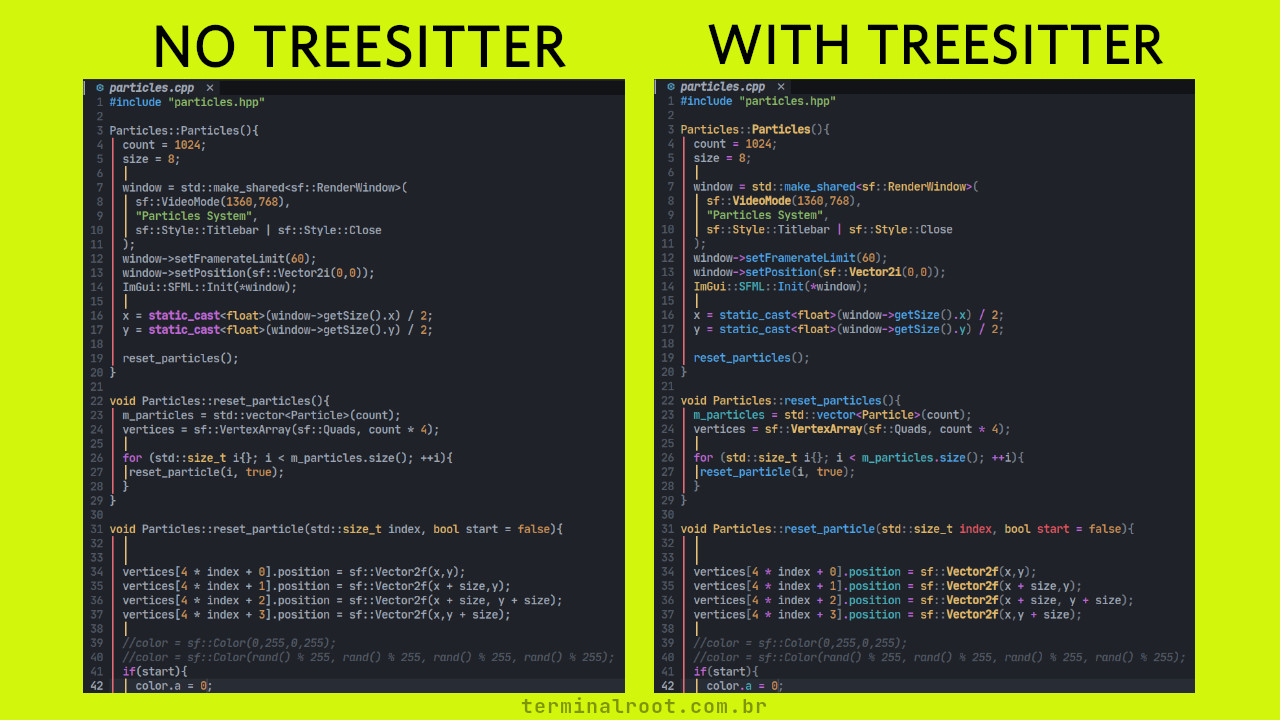 NO TREESITTER
particles.cpp ×
1 #include "particles.hpp"
2
3 Particles::Particles(){
4 count = 1024;
5 size = 8;
6
7 window = std::make_shared<sf::RenderWindow>(
8 sf::VideoMode(1360,768),
9 "Particles System",
10 sf::Style::Titlebar | sf::Style::Close
11 );
12 window->setFramerateLimit(60);
13 window->setPosition(sf::Vector2i(0,0));
14 ImGui::SFML::Init(*window);
15
16 x = static_cast<float>(window->getSize().x) / 2;
17 y = static_cast<float>(window->getSize().y) / 2;
18
19 reset_particles();
20 }
21
22 void Particles::reset_particles(){
23 m_particles = std::vector<Particle>(count);
24 vertices = sf::VertexArray(sf::Quads, count * 4);
25
26 for (std::size_t i{}; i < m_particles.size(); ++i){
27 reset_particle(i, true);
28 }
29 }
30
31 void Particles::reset_particle(std::size_t index, bool start = false){
32
33
34 vertices[4 * index + 0].position = sf::Vector2f(x,y);
35 vertices[4 * index + 1].position = sf::Vector2f(x + size,y);
36 vertices[4 * index + 2].position = sf::Vector2f(x + size, y + size);
37 vertices[4 * index + 3].position = sf::Vector2f(x,y + size);
38
39 //color = sf::Color(0,255,0,255);
40 //color = sf::Color(rand() % 255, rand() % 255, rand() % 255, rand() % 255);
41 if(start){
42 color.a = 0;
WITH TREESITTER
particles.cpp ×
1 #include "particles.hpp"
2
3 Particles::Particles(){
4 count = 1024;
5 size = 8;
6
7 window = std::make_shared<sf::RenderWindow>(
8 sf::VideoMode(1360,768),
9 "Particles System",
10 sf::Style::Titlebar | sf::Style::Close
11 );
12 window->setFramerateLimit(60);
13 window->setPosition(sf::Vector2i(0,0));
14 ImGui::SFML::Init(*window);
15
16 x = static_cast<float>(window->getSize().x) / 2;
17 y = static_cast<float>(window->getSize().y) / 2;
18
19 reset_particles();
20 }
21
22 void Particles::reset_particles(){
23 m_particles = std::vector<Particle>(count);
24 vertices = sf::VertexArray(sf::Quads, count * 4);
25
26 for (std::size_t i{}; i < m_particles.size(); ++i){
27 reset_particle(i, true);
28 }
29 }
30
31 void Particles::reset_particle(std::size_t index, bool start = false){
32
33
34 vertices[4 * index + 0].position = sf::Vector2f(x,y);
35 vertices[4 * index + 1].position = sf::Vector2f(x + size,y);
36 vertices[4 * index + 2].position = sf::Vector2f(x + size, y + size);
37 vertices[4 * index + 3].position = sf::Vector2f(x,y + size);
38
39 //color = sf::Color(0,255,0,255);
40 //color = sf::Color(rand() % 255, rand() % 255, rand() % 255, rand() % 255);
41 if(start){
42 color.a = 0;
terminalroot.com.br